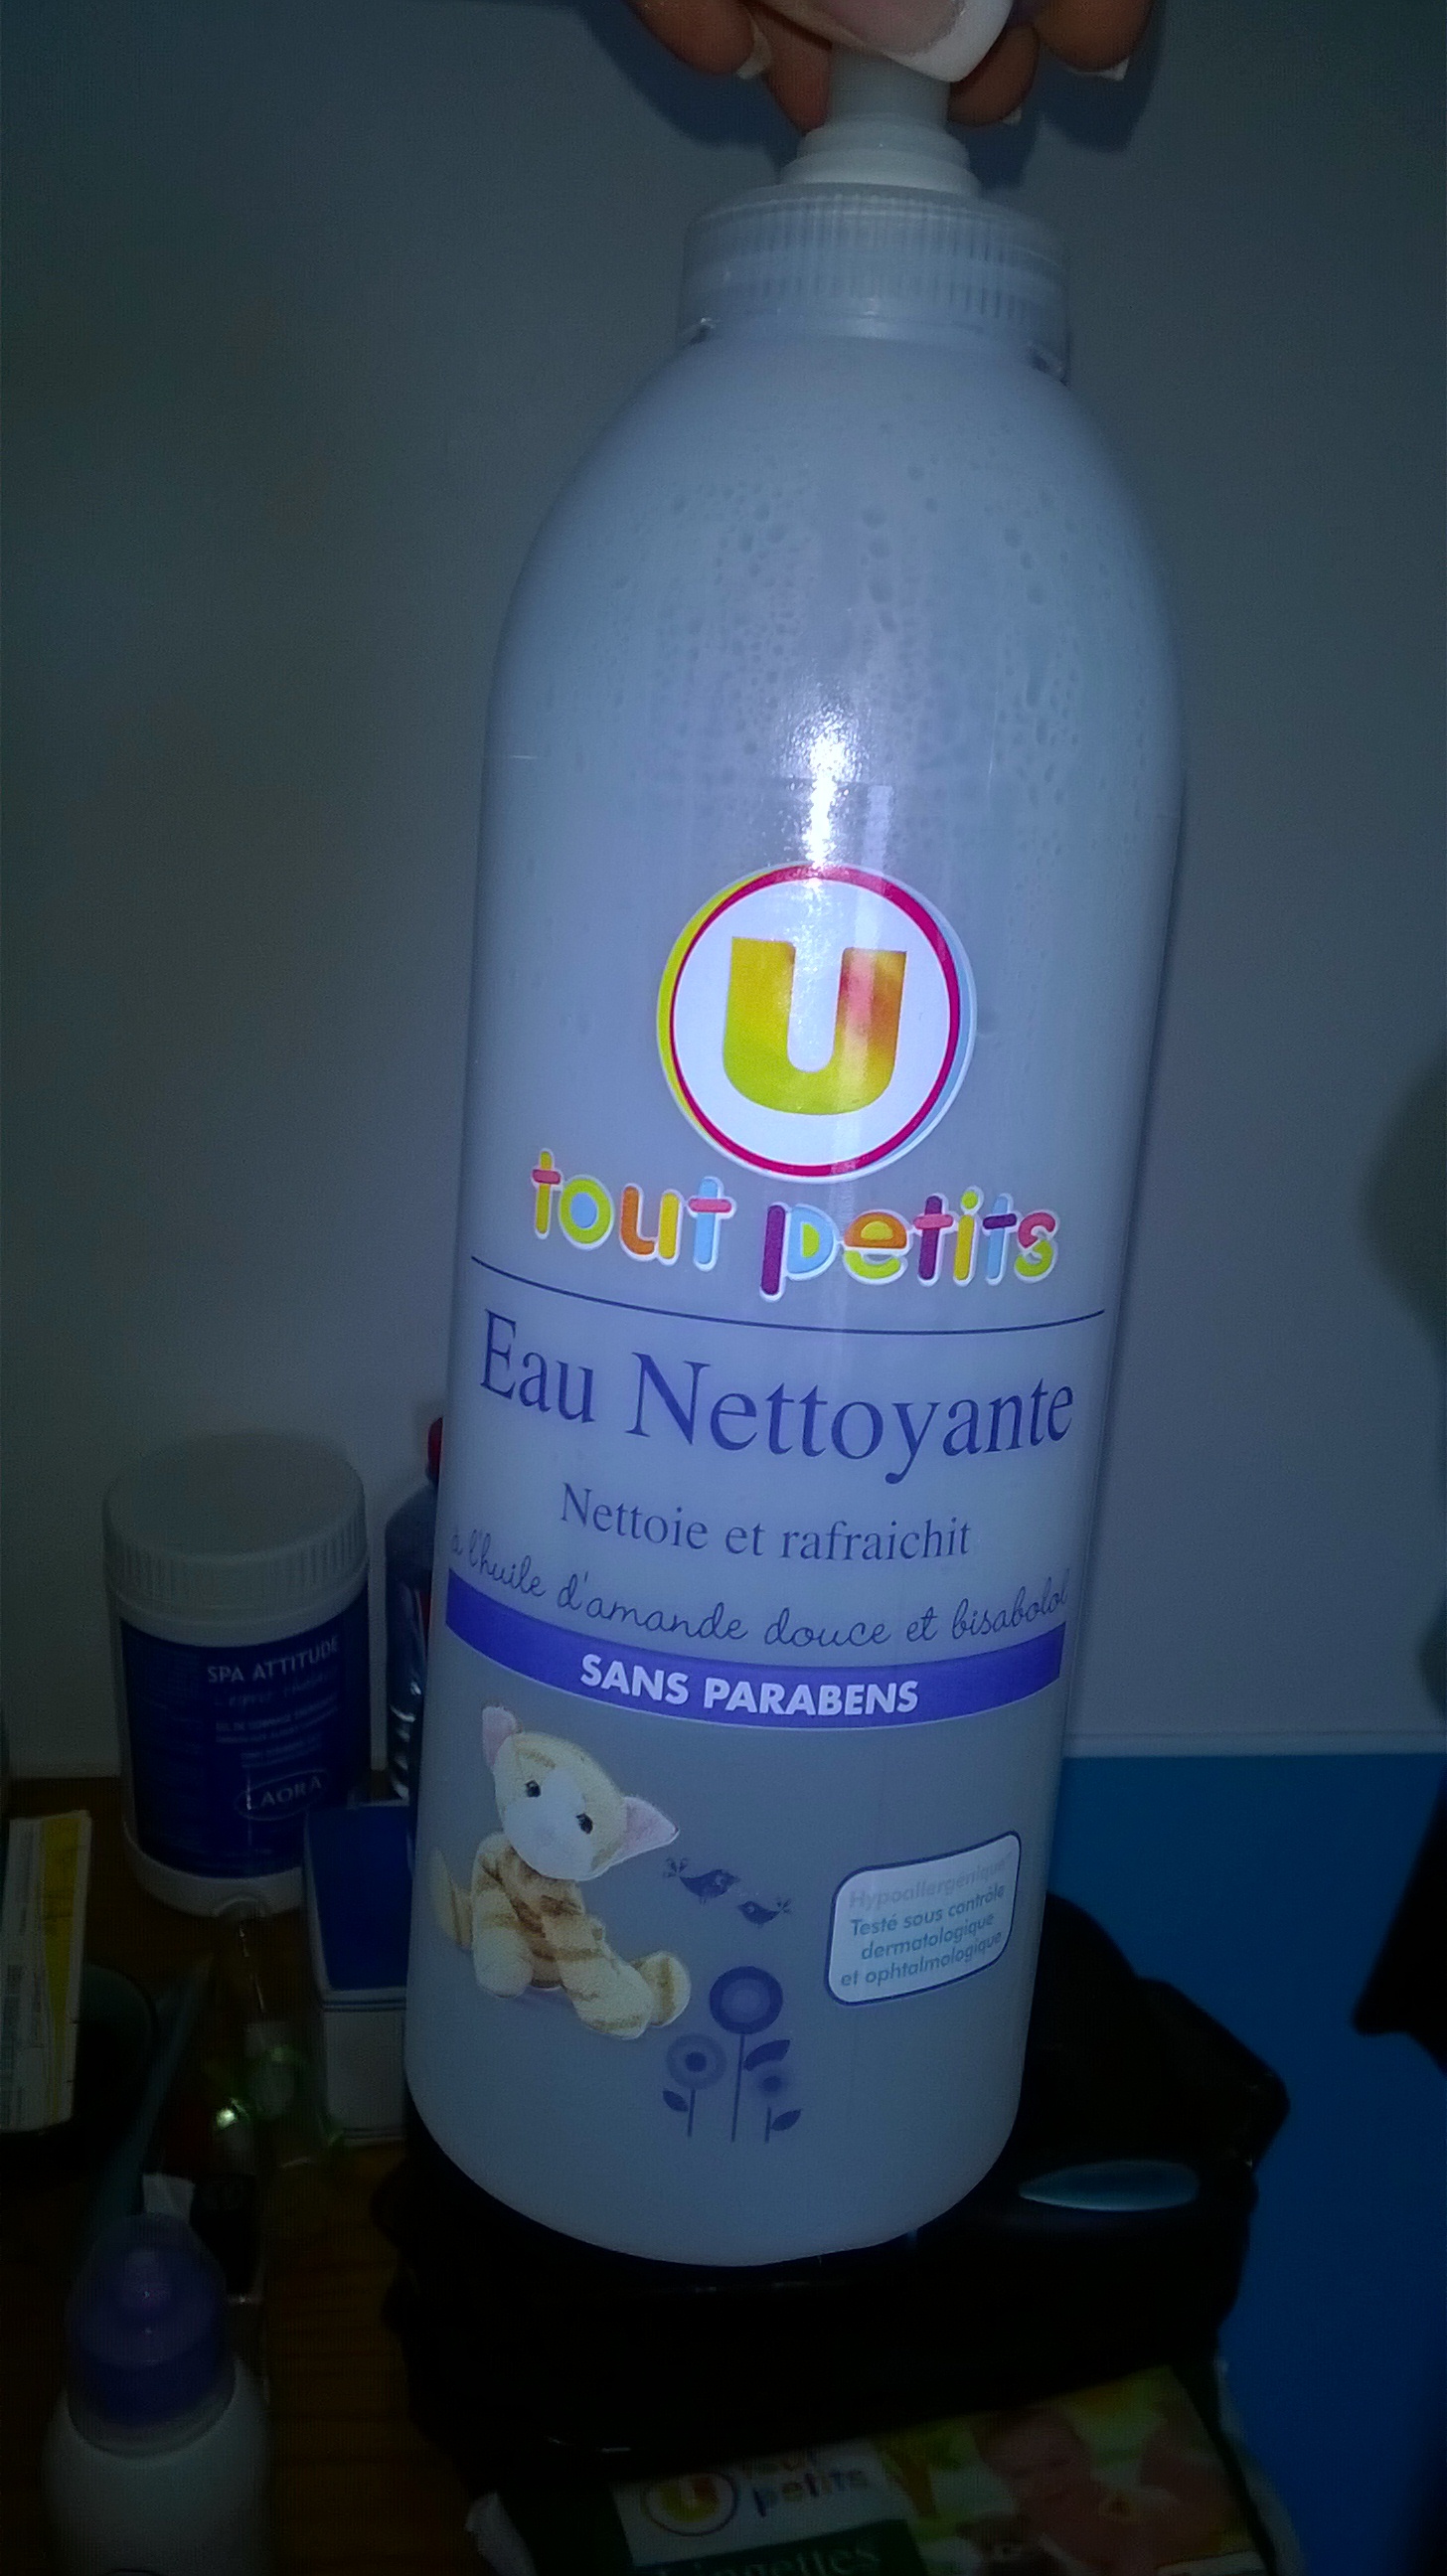 U
tout petits
Eau Nettoyante
Nettoie et rafraichit
à l'huile d'amande douce et bisabolol
SANS PARABENS
Hypoallergenique
Testé sous contrôle
dermatologique
et ophtalmologique
SPA ATTITUDE
LAORA
U
tout
petits